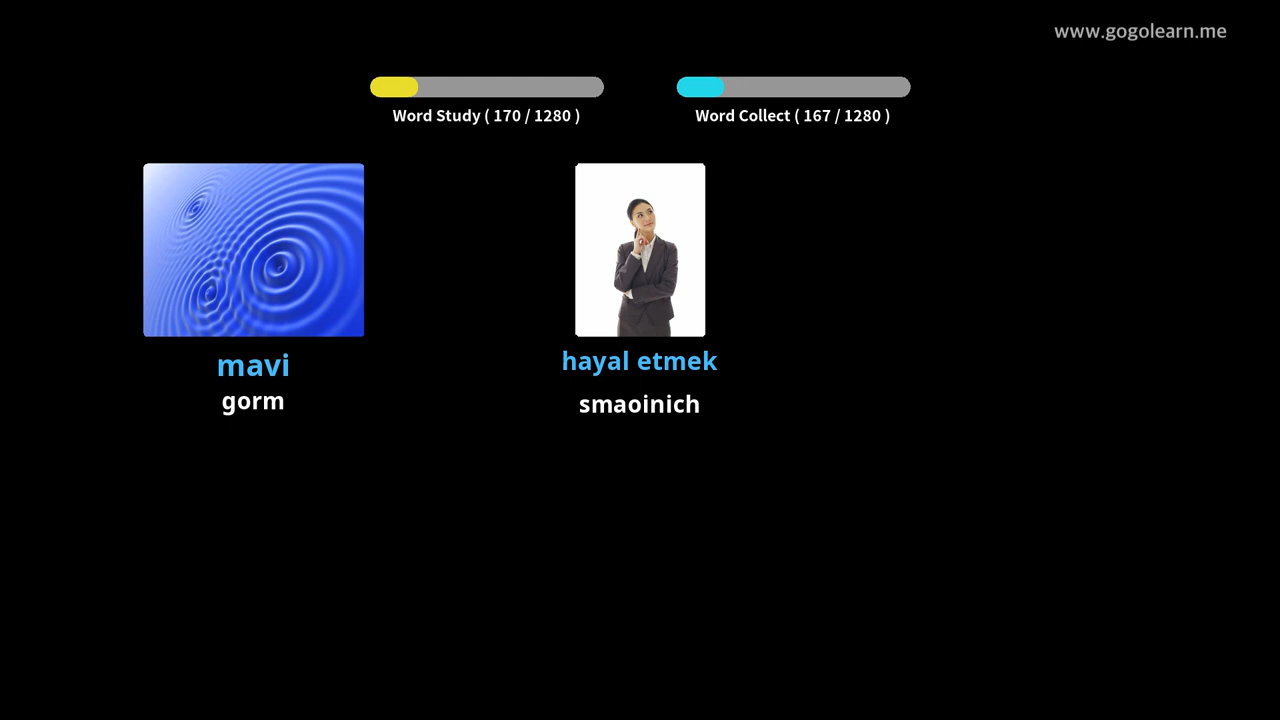 www.gogolearn.me
Word Study ( 170 / 1280 )
Word Collect ( 167 / 1280 )
mavi
gorm
hayal etmek
smaoinich